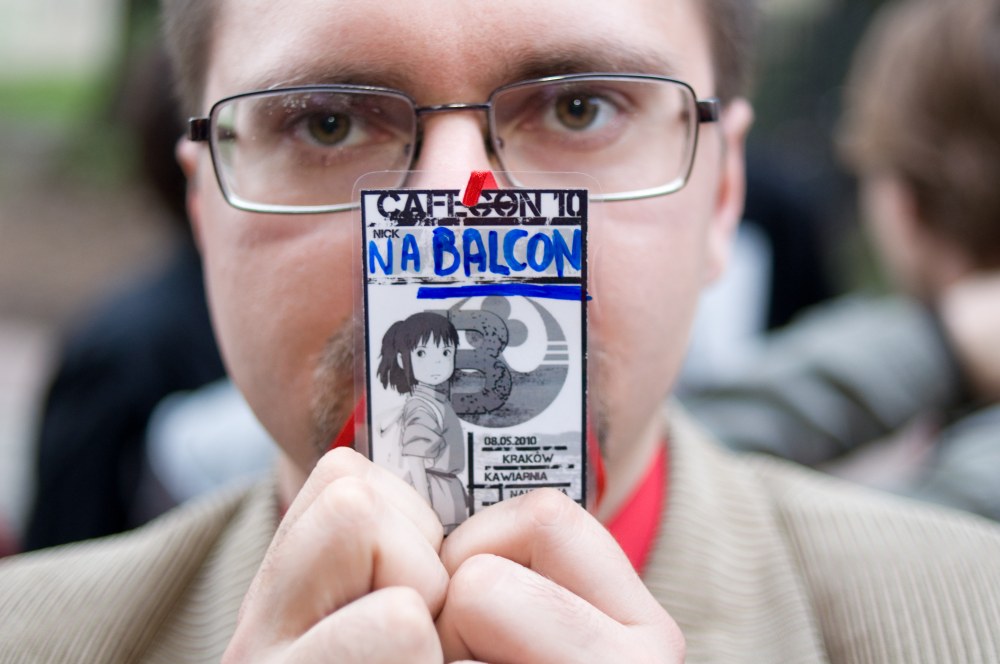 CAFECON 10
NICK
NA BALCON
B
08.05.2010
KRAKÓW
KAWIARNIA